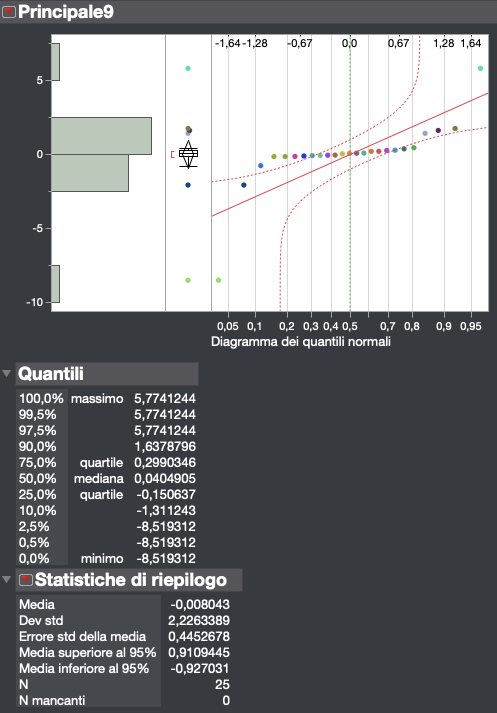 Principale9
-1,64 -1,28 -0,67 0,0 0,67 1,28 1,64
5
0
-5
-10
0,05 0,1 0,2 0,3 0,4 0,5 0,7 0,8 0,9 0,95
Diagramma dei quantili normali
Quantili
100,0% massimo 5,7741244
99,5% 5,7741244
97,5% 5,7741244
90,0% 1,6378796
75,0% quartile 0,2990346
50,0% mediana 0,0404905
25,0% quartile -0,150637
10,0% -1,311243
2,5% -8,519312
0,5% -8,519312
0,0% minimo -8,519312
Statistiche di riepilogo
Media -0,008043
Dev std 2,2263389
Errore std della media 0,4452678
Media superiore al 95% 0,9109445
Media inferiore al 95% -0,927031
N 25
N mancanti 0